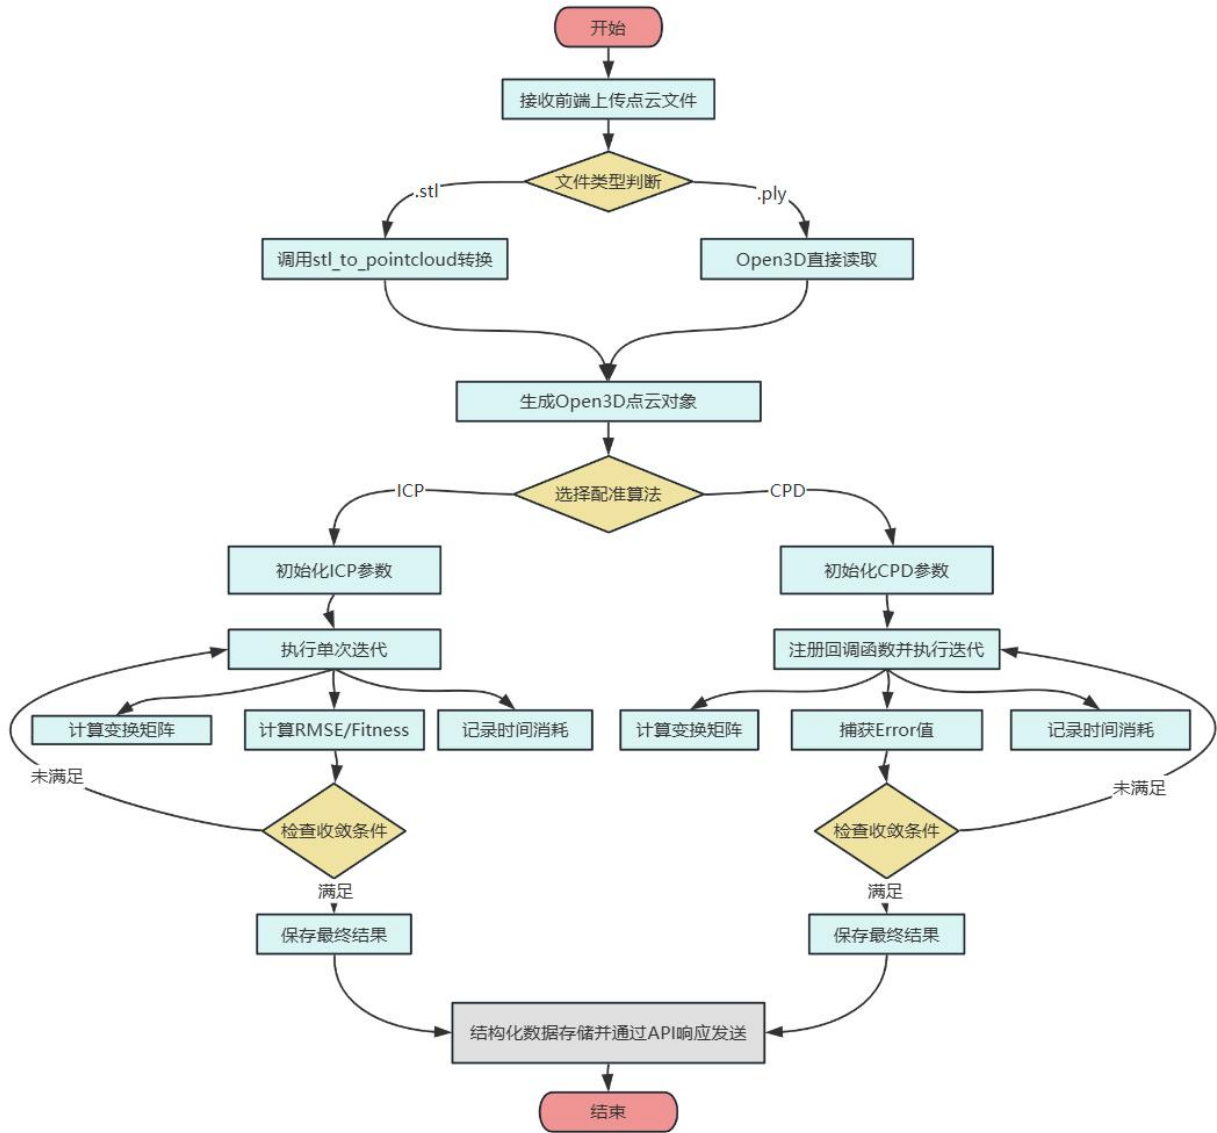 开始
接收前端上传点云文件
文件类型判断
.stl
.ply
调用stl_to_pointcloud转换
Open3D直接读取
生成Open3D点云对象
选择配准算法
ICP
CPD
初始化ICP参数
初始化CPD参数
执行单次迭代
注册回调函数并执行迭代
计算变换矩阵
计算RMSE/Fitness
记录时间消耗
计算变换矩阵
捕获Error值
记录时间消耗
未满足
未满足
检查收敛条件
检查收敛条件
满足
满足
保存最终结果
保存最终结果
结构化数据存储并通过API响应发送
结束